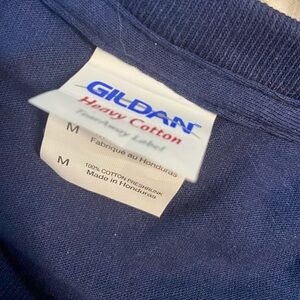 GILDAN
Heavy Cotton
TearAway Label
M
Fabriqué au Honduras
M
100% COTTON PRESHRUNK
Made in Honduras